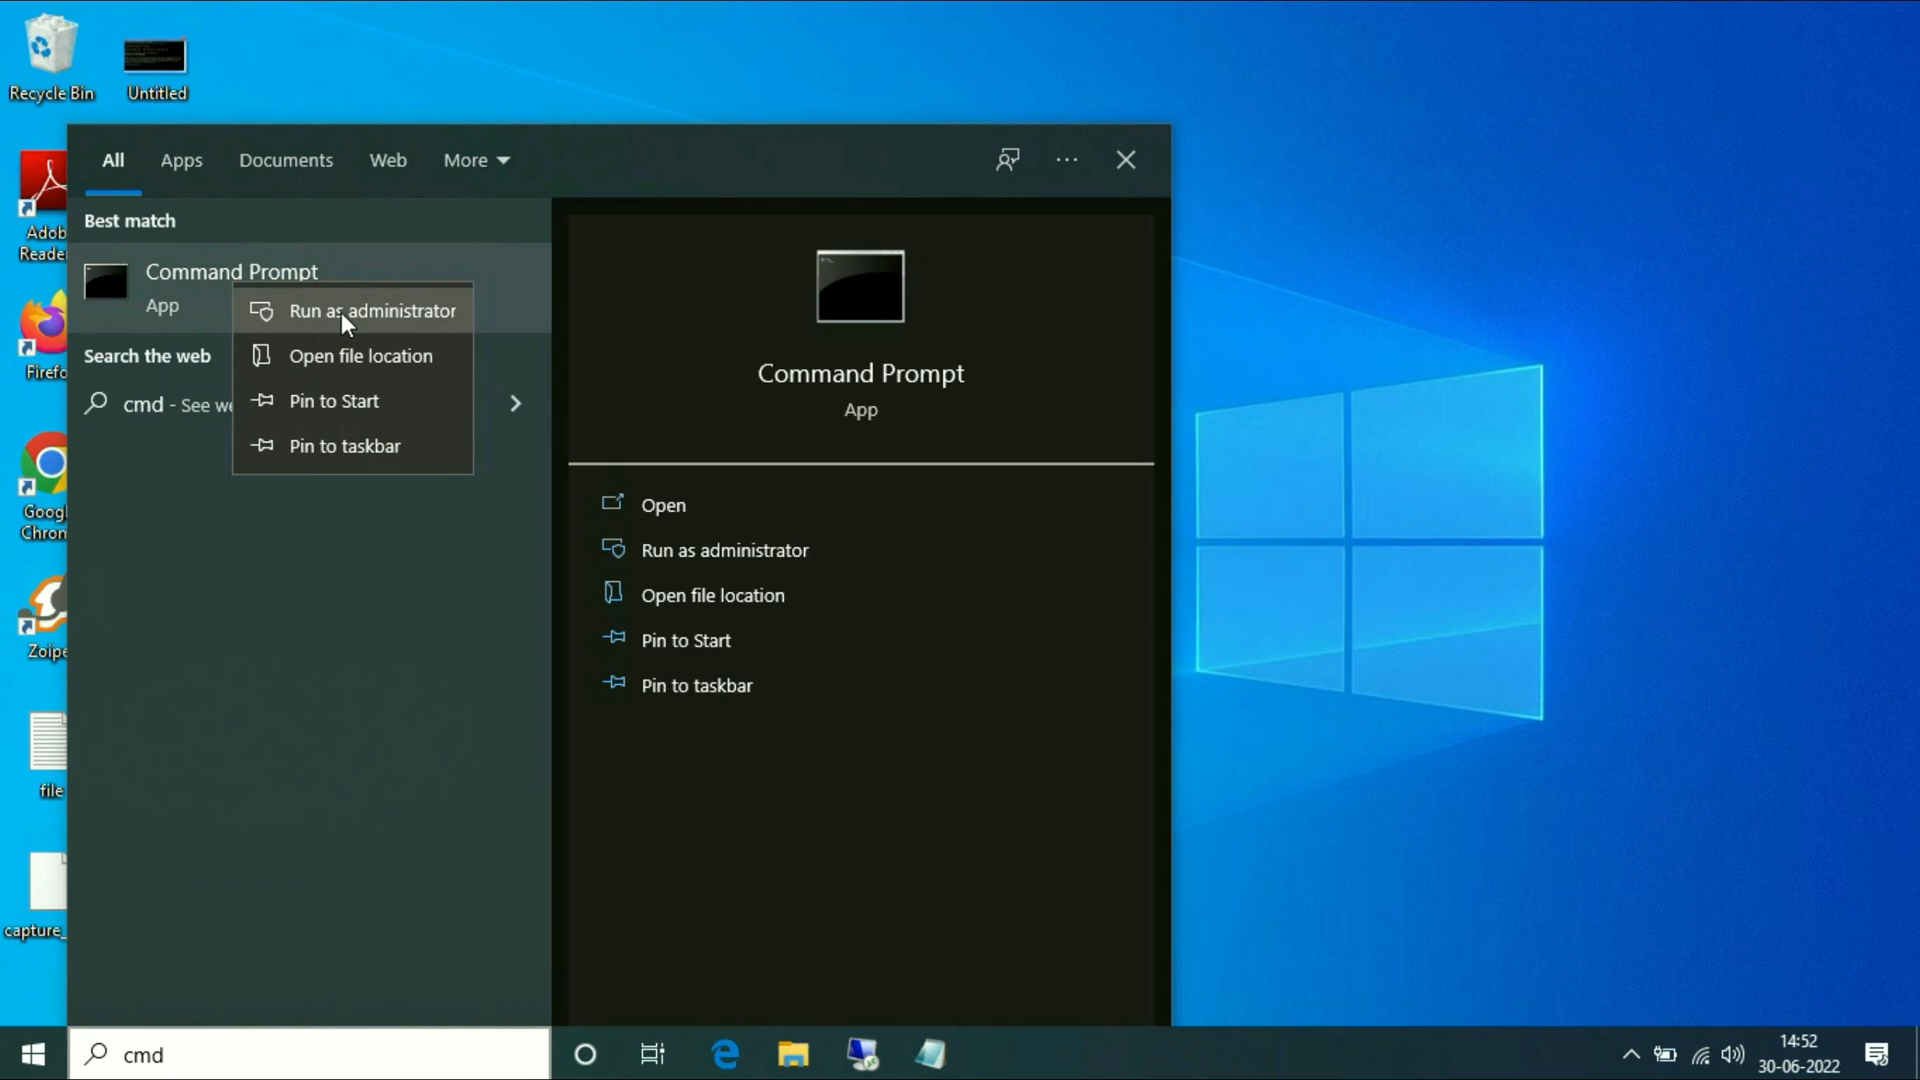 Recycle Bin
Untitled
Adob
Reader
Firefo
Googl
Chrom
Zoipe
file
capture_
All
Apps
Documents
Web
More
Best match
Command Prompt
App
Search the web
cmd - See we
Run as administrator
Open file location
Pin to Start
Pin to taskbar
Command Prompt
App
Open
Run as administrator
Open file location
Pin to Start
Pin to taskbar
cmd
14:52
30-06-2022